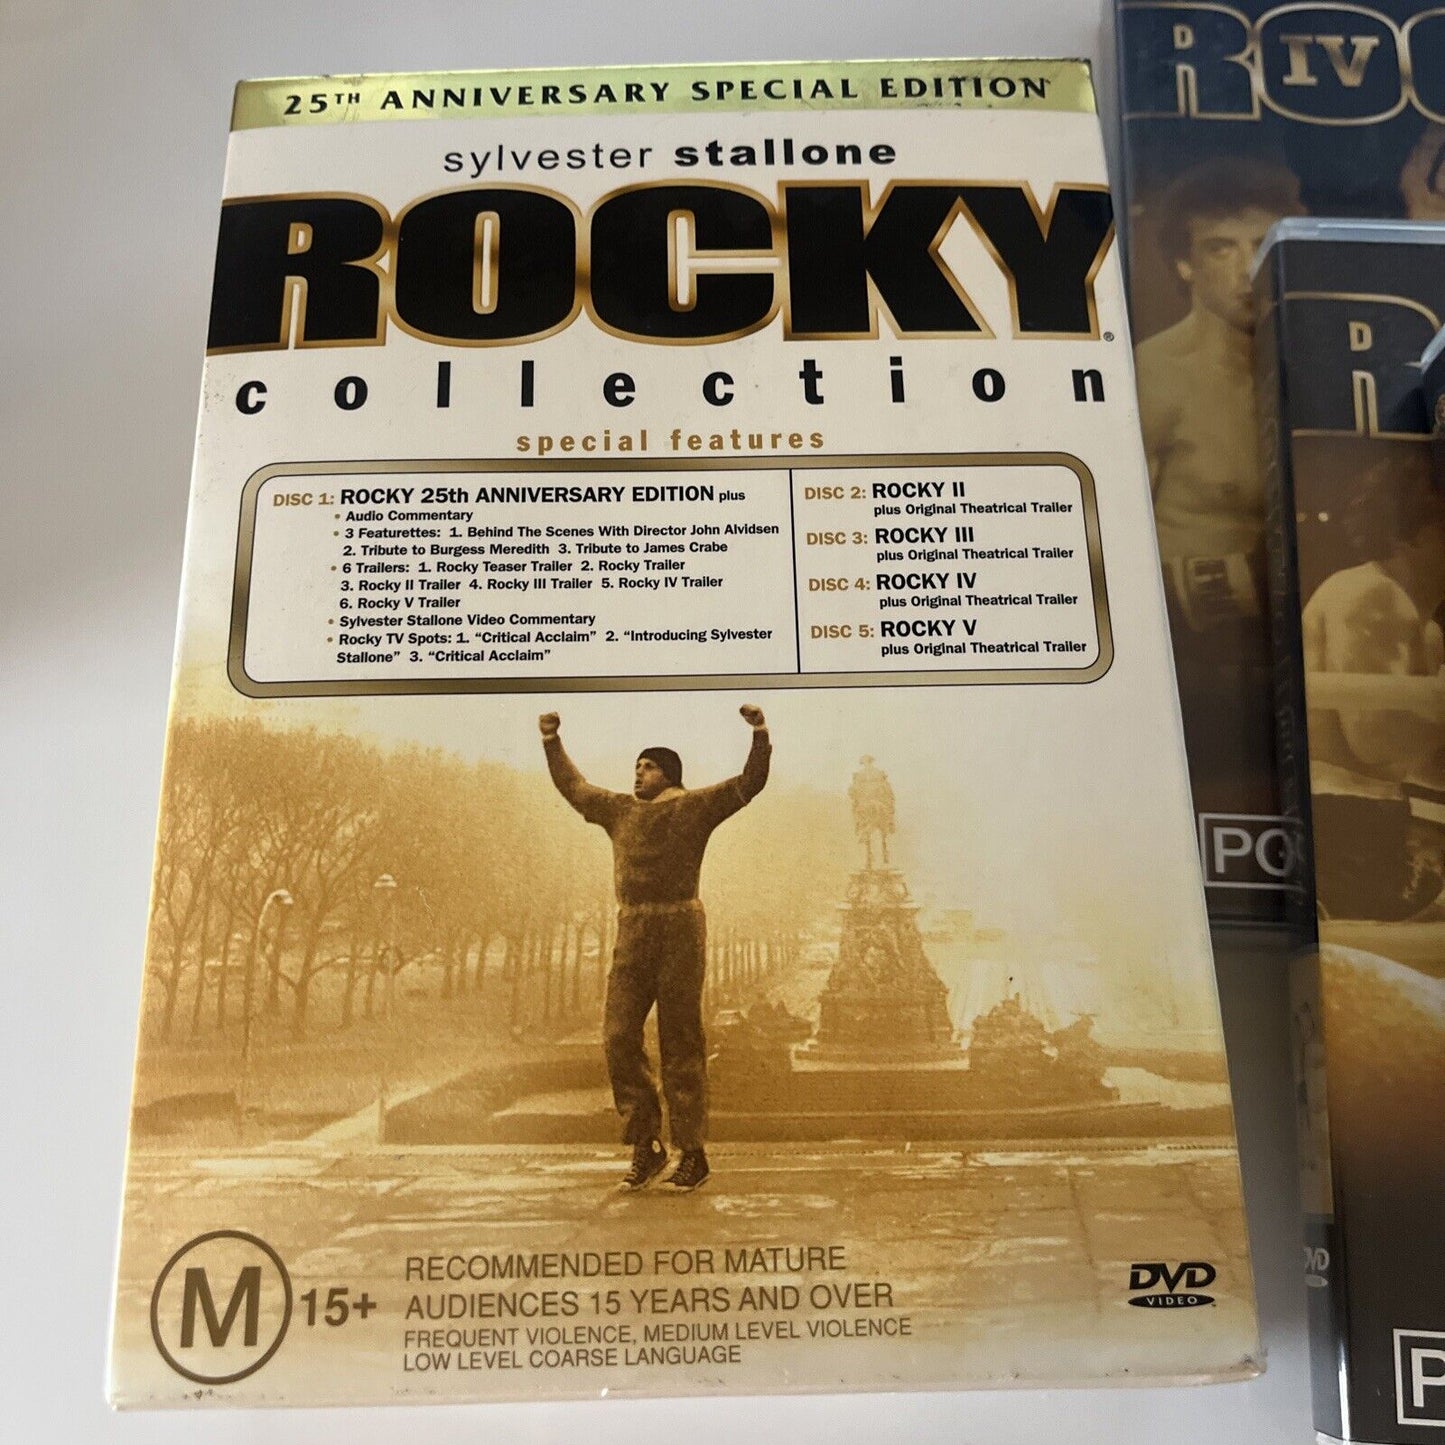 25TH ANNIVERSARY SPECIAL EDITION
sylvester stallone
ROCKY®
collection
special features
DISC 1: ROCKY 25th ANNIVERSARY EDITION plus
• Audio Commentary
• 3 Featurettes: 1. Behind The Scenes With Director John Alvidsen
2. Tribute to Burgess Meredith 3. Tribute to James Crabe
• 6 Trailers: 1. Rocky Teaser Trailer 2. Rocky Trailer
3. Rocky II Trailer 4. Rocky III Trailer 5. Rocky IV Trailer
6. Rocky V Trailer
• Sylvester Stallone Video Commentary
• Rocky TV Spots: 1. “Critical Acclaim” 2. “Introducing Sylvester
Stallone” 3. “Critical Acclaim”
DISC 2: ROCKY II
plus Original Theatrical Trailer
DISC 3: ROCKY III
plus Original Theatrical Trailer
DISC 4: ROCKY IV
plus Original Theatrical Trailer
DISC 5: ROCKY V
plus Original Theatrical Trailer
M 15+
RECOMMENDED FOR MATURE
AUDIENCES 15 YEARS AND OVER
FREQUENT VIOLENCE, MEDIUM LEVEL VIOLENCE
LOW LEVEL COARSE LANGUAGE
DVD
VIDEO
RO
IV
PG
R